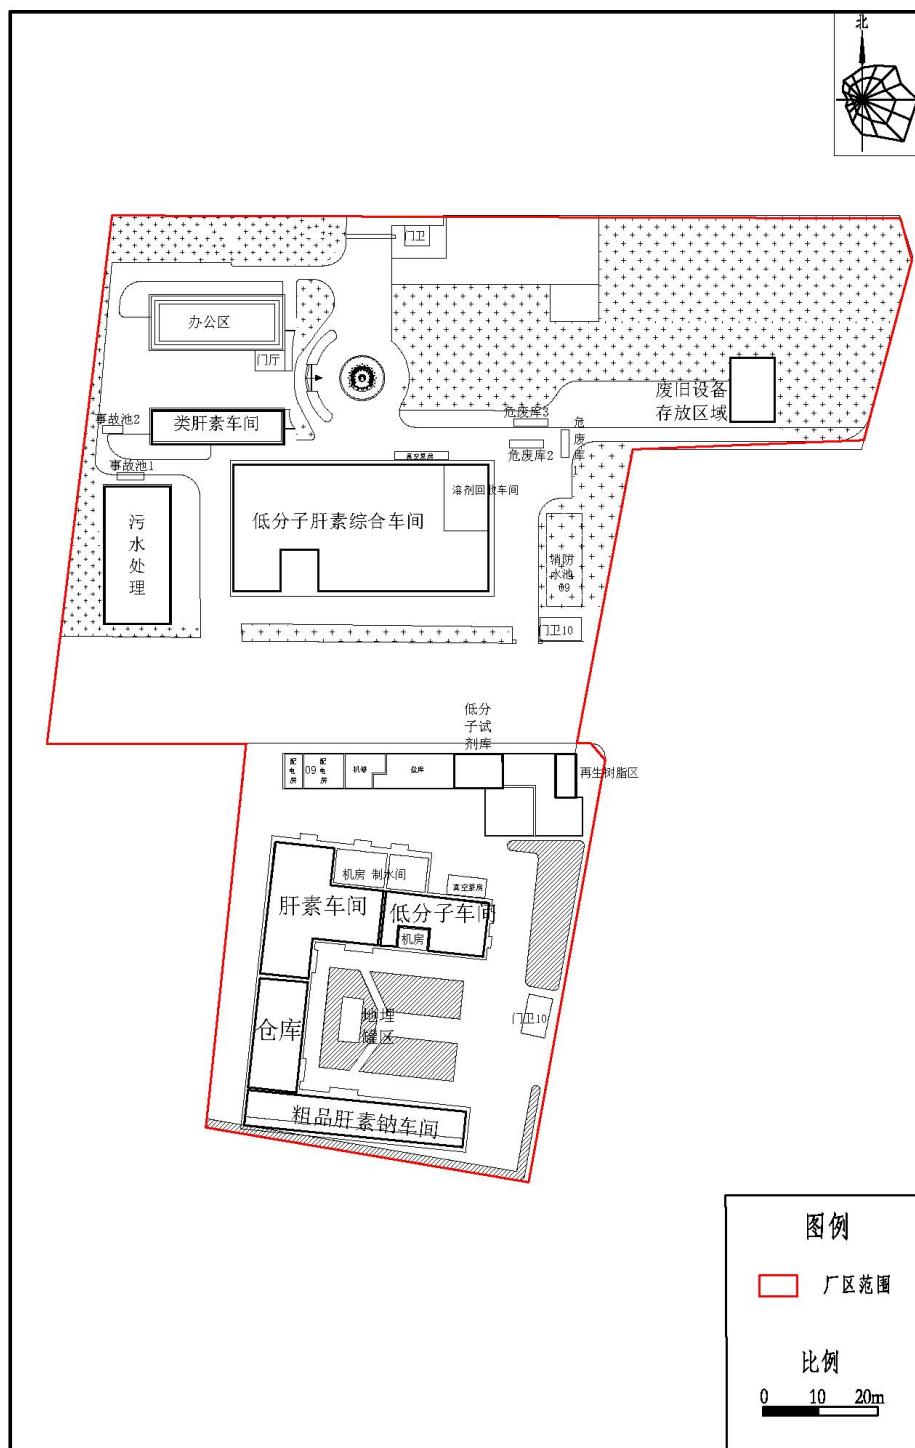 北
门卫
办公区
门厅
废旧设备
存放区域
事故池2
类肝素车间
危废库3
危废库2
危
废
库
1
事故池1
真空泵房
溶剂回收车间
低分子肝素综合车间
污
水
处
理
消防
水池
09
门卫10
低分
子试
剂库
配
电
房
09
配
电
房
机修
盐库
再生树脂区
机房
制水间
真空泵房
肝素车间
低分子车间
机房
地埋
罐区
门卫10
仓库
粗品肝素钠车间
图例
厂区范围
比例
0 10 20m